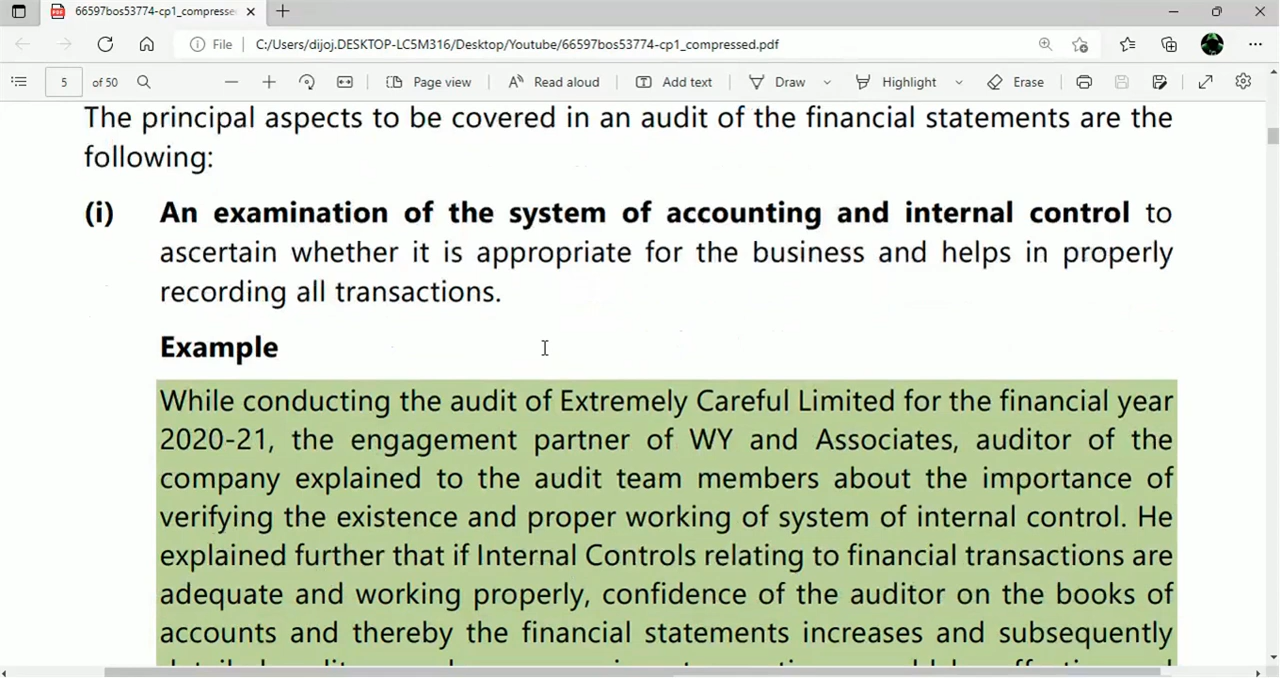 66597bos53774-cp1_compresse
File
C:/Users/dijoj.DESKTOP-LC5M316/Desktop/Youtube/66597bos53774-cp1_compressed.pdf
5 of 50 Page view Read aloud Add text Draw Highlight Erase
The principal aspects to be covered in an audit of the financial statements are the
following:
(i) An examination of the system of accounting and internal control to
ascertain whether it is appropriate for the business and helps in properly
recording all transactions.
Example
While conducting the audit of Extremely Careful Limited for the financial year
2020-21, the engagement partner of WY and Associates, auditor of the
company explained to the audit team members about the importance of
verifying the existence and proper working of system of internal control. He
explained further that if Internal Controls relating to financial transactions are
adequate and working properly, confidence of the auditor on the books of
accounts and thereby the financial statements increases and subsequently